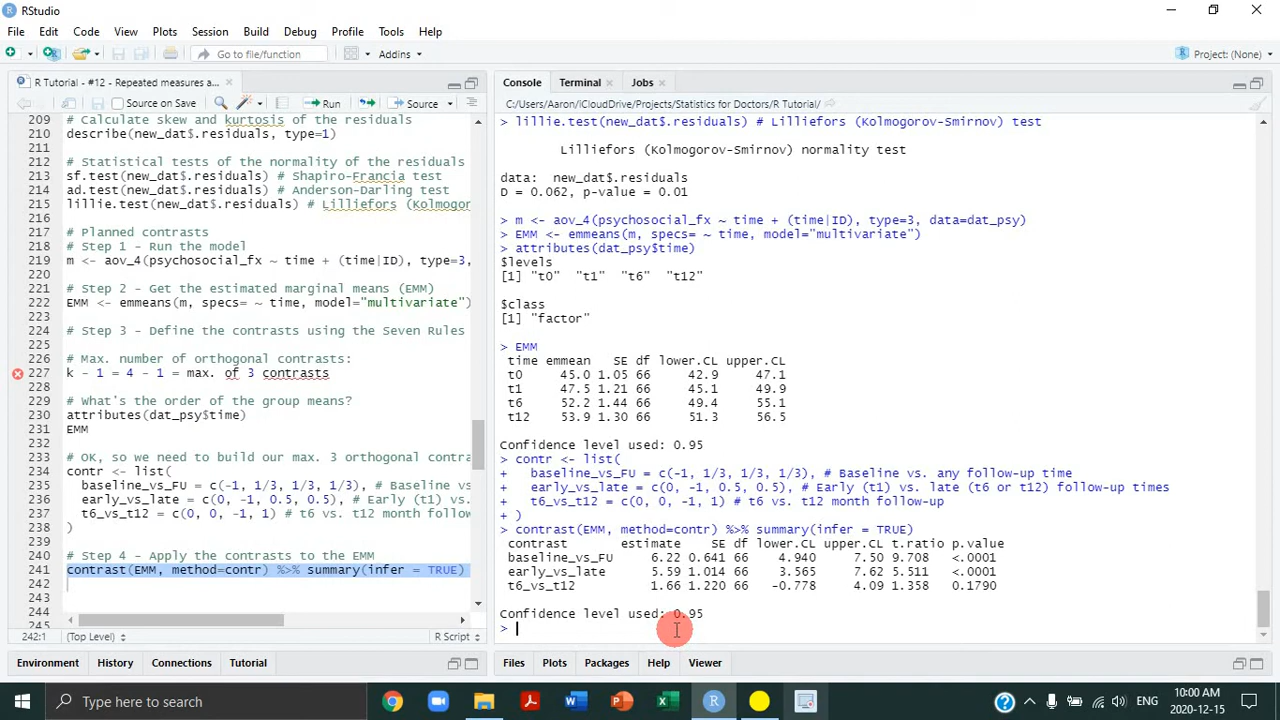 RStudio
File Edit Code View Plots Session Build Debug Profile Tools Help
Go to file/function Addins Project: (None)
R Tutorial - #12 - Repeated measures a...
Source on Save Run Source
209 # Calculate skew and kurtosis of the residuals
210 describe(new_dat$.residuals, type=1)
211
212 # Statistical tests of the normality of the residuals
213 sf.test(new_dat$.residuals) # Shapiro-Francia test
214 ad.test(new_dat$.residuals) # Anderson-Darling test
215 lillie.test(new_dat$.residuals) # Lilliefors (Kolmog
216
217 # Planned contrasts
218 # Step 1 - Run the model
219 m <- aov_4(psychosocial_fx ~ time + (time|ID), type=3,
220
221 # Step 2 - Get the estimated marginal means (EMM)
222 EMM <- emmeans(m, specs= ~ time, model="multivariate")
223
224 # Step 3 - Define the contrasts using the Seven Rules
225
226 # Max. number of orthogonal contrasts:
227 k - 1 = 4 - 1 = max. of 3 contrasts
228
229 # What's the order of the group means?
230 attributes(dat_psy$time)
231 EMM
232
233 # OK, so we need to build our max. 3 orthogonal contra
234 contr <- list(
235 baseline_vs_FU = c(-1, 1/3, 1/3, 1/3), # Baseline vs.
236 early_vs_late = c(0, -1, 0.5, 0.5), # Early (t1) vs.
237 t6_vs_t12 = c(0, 0, -1, 1) # t6 vs. t12 month follow
238 )
239
240 # Step 4 - Apply the contrasts to the EMM
241 contrast(EMM, method=contr) %>% summary(infer = TRUE)
242
243
244
242:1 (Top Level) R Script
Environment History Connections Tutorial
Console Terminal Jobs
C:/Users/Aaron/iCloudDrive/Projects/Statistics for Doctors/R Tutorial/
> lillie.test(new_dat$.residuals) # Lilliefors (Kolmogorov-Smirnov) test
Lilliefors (Kolmogorov-Smirnov) normality test
data: new_dat$.residuals
D = 0.062, p-value = 0.01
> m <- aov_4(psychosocial_fx ~ time + (time|ID), type=3, data=dat_psy)
> EMM <- emmeans(m, specs= ~ time, model="multivariate")
> attributes(dat_psy$time)
$levels
[1] "t0" "t1" "t6" "t12"
$class
[1] "factor"
> EMM
time emmean SE df lower.CL upper.CL
t0 45.0 1.05 66 42.9 47.1
t1 47.5 1.21 66 45.1 49.9
t6 52.2 1.44 66 49.4 55.1
t12 53.9 1.30 66 51.3 56.5
Confidence level used: 0.95
> contr <- list(
+ baseline_vs_FU = c(-1, 1/3, 1/3, 1/3), # Baseline vs. any follow-up time
+ early_vs_late = c(0, -1, 0.5, 0.5), # Early (t1) vs. late (t6 or t12) follow-up times
+ t6_vs_t12 = c(0, 0, -1, 1) # t6 vs. t12 month follow-up
+ )
> contrast(EMM, method=contr) %>% summary(infer = TRUE)
contrast estimate SE df lower.CL upper.CL t.ratio p.value
baseline_vs_FU 6.22 0.641 66 4.940 7.50 9.708 <.0001
early_vs_late 5.59 1.014 66 3.565 7.62 5.511 <.0001
t6_vs_t12 1.66 1.220 66 -0.778 4.09 1.358 0.1790
Confidence level used: 0.95
>
Files Plots Packages Help Viewer
Type here to search
ENG
10:00 AM
2020-12-15